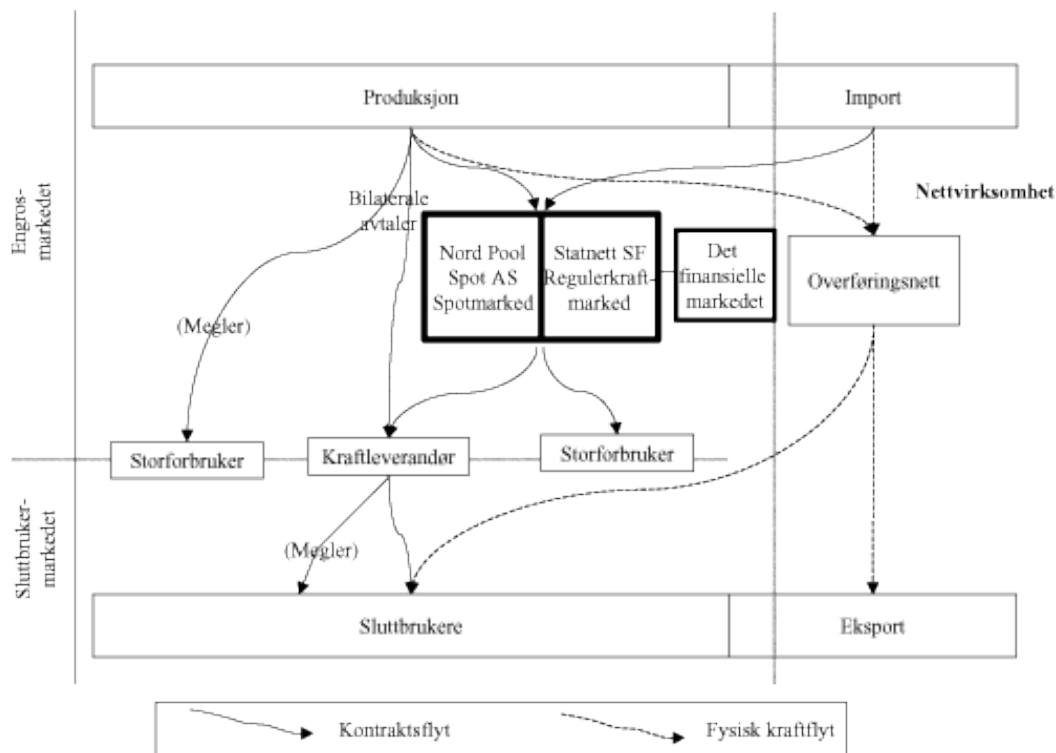 Produksjon
Import
Engros-
markedet
Bilaterale
avtaler
Nettvirksomhet
Nord Pool
Spot AS
Spotmarked
Statnett SF
Regulerkraft-
marked
Det
finansielle
markedet
Overføringsnett
(Megler)
Storforbruker
Kraftleverandør
Storforbruker
Sluttbruker-
markedet
(Megler)
Sluttbrukere
Eksport
Kontraktsflyt
Fysisk kraftflyt